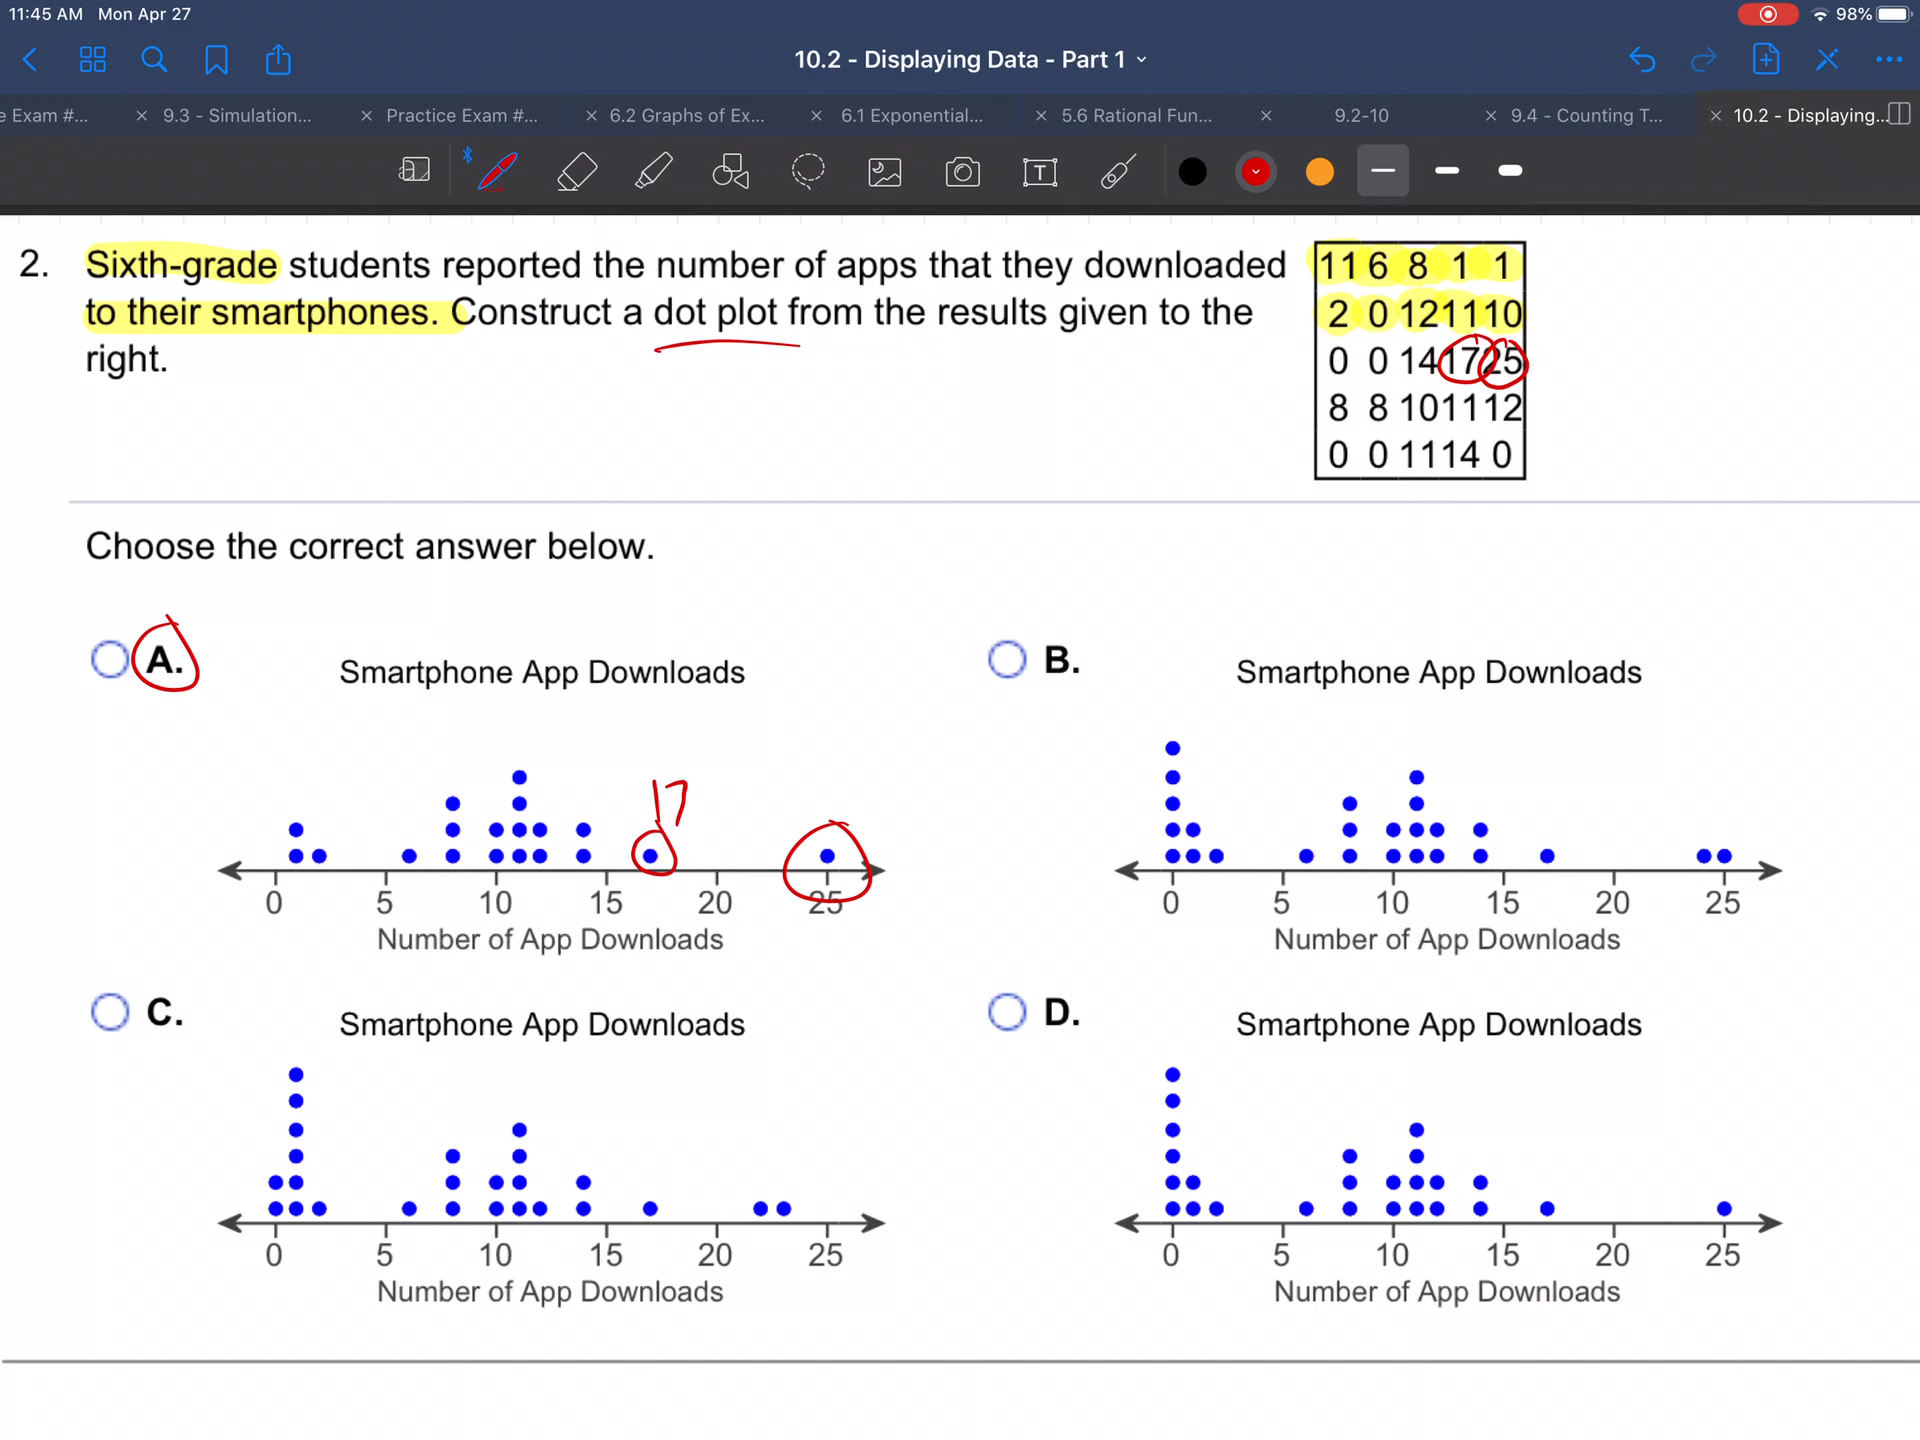 11:45 AM Mon Apr 27
98%
10.2 - Displaying Data - Part 1
e Exam #...
9.3 - Simulation...
Practice Exam #...
6.2 Graphs of Ex...
6.1 Exponential...
5.6 Rational Fun...
9.2-10
9.4 - Counting T...
10.2 - Displaying...
T
2. Sixth-grade students reported the number of apps that they downloaded
to their smartphones. Construct a dot plot from the results given to the
right.
11 6 8 1 1
2 0 12 11 10
0 0 14 17 25
8 8 10 11 12
0 0 11 14 0
Choose the correct answer below.
A. Smartphone App Downloads
17
0 5 10 15 20 25
Number of App Downloads
B. Smartphone App Downloads
0 5 10 15 20 25
Number of App Downloads
C. Smartphone App Downloads
0 5 10 15 20 25
Number of App Downloads
D. Smartphone App Downloads
0 5 10 15 20 25
Number of App Downloads